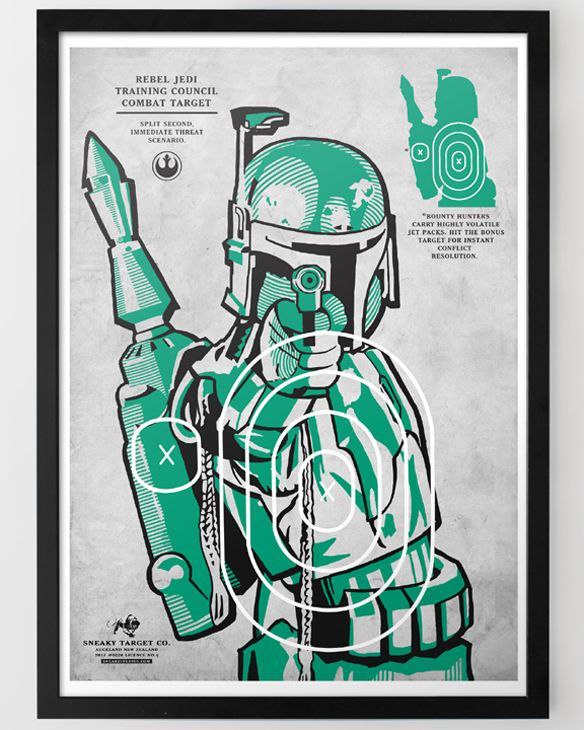 REBEL JEDI
TRAINING COUNCIL
COMBAT TARGET
SPLIT SECOND,
IMMEDIATE THREAT
SCENARIO.
X
X
*BOUNTY HUNTERS
CARRY HIGHLY VOLATILE
JET PACKS. HIT THE BONUS
TARGET FOR INSTANT
CONFLICT
RESOLUTION.
X
X
SNEAKY TARGET CO.
AUCKLAND NEW ZEALAND